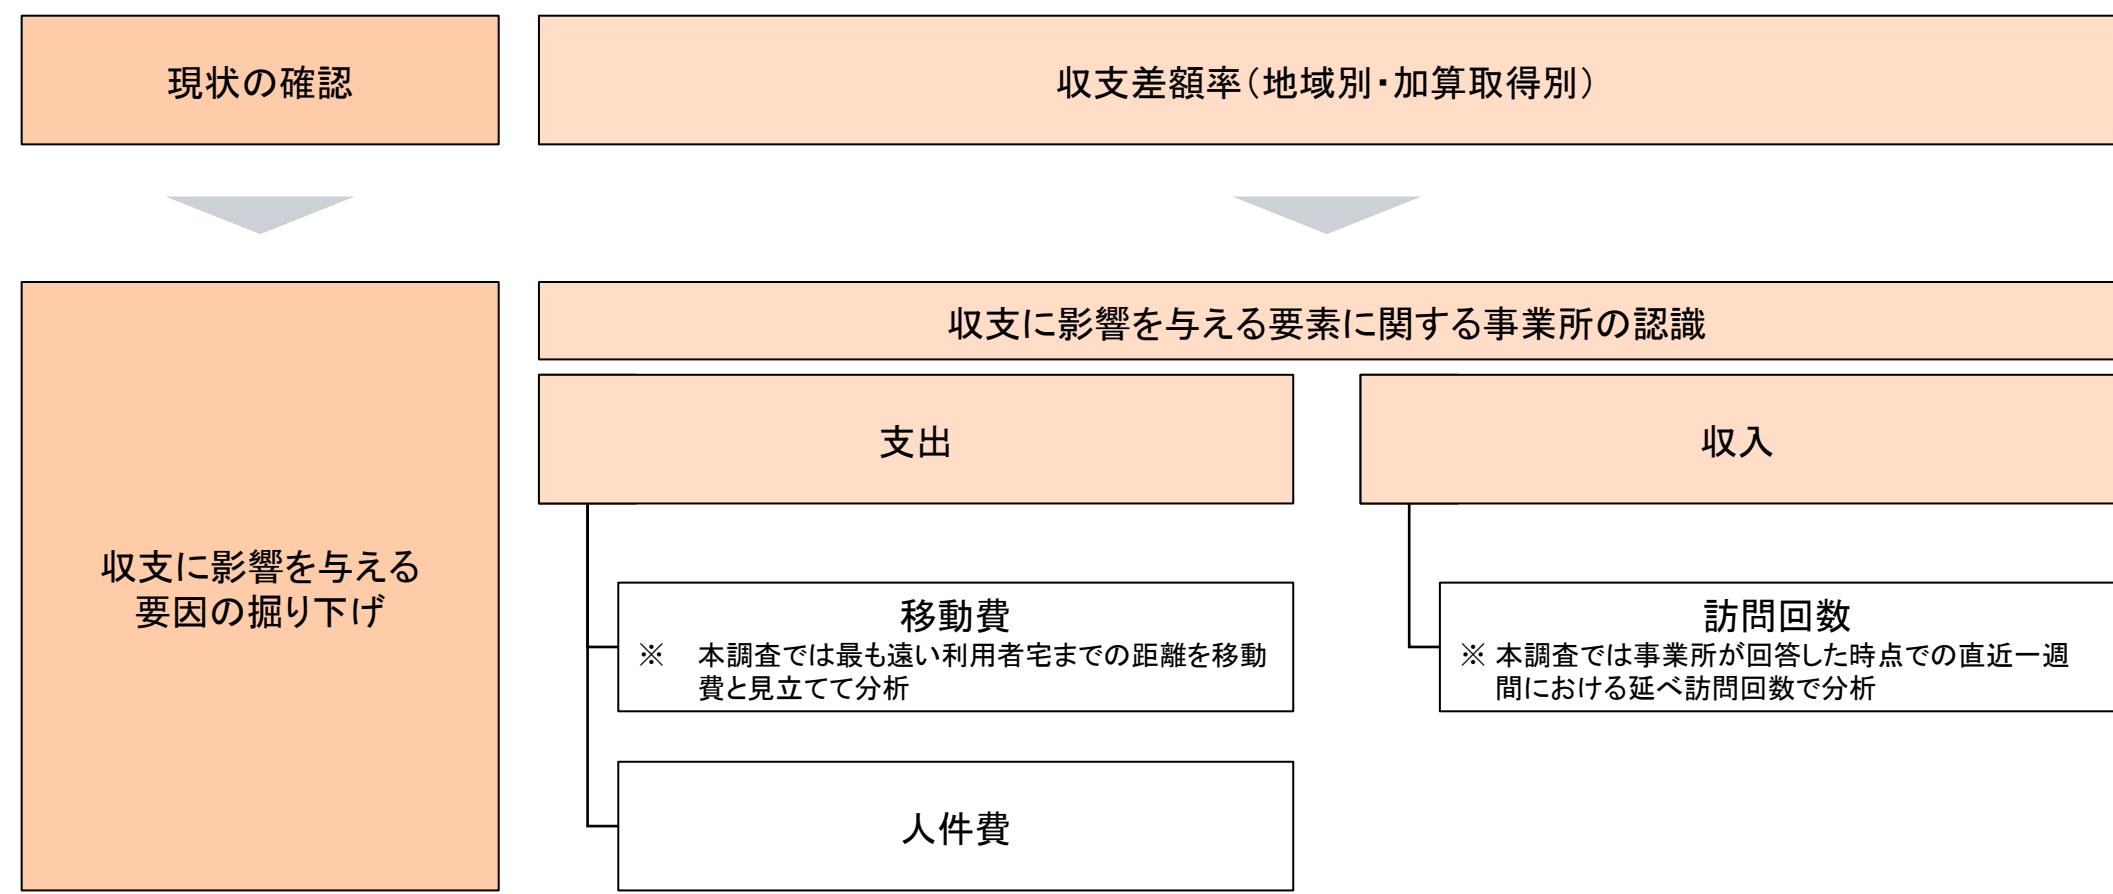 現状の確認
収支差額率(地域別・加算取得別)
収支に影響を与える
要因の掘り下げ
収支に影響を与える要素に関する事業所の認識
支出
移動費
※ 本調査では最も遠い利用者宅までの距離を移動
費と見立てて分析
人件費
収入
訪問回数
※ 本調査では事業所が回答した時点での直近一週
間における延べ訪問回数で分析